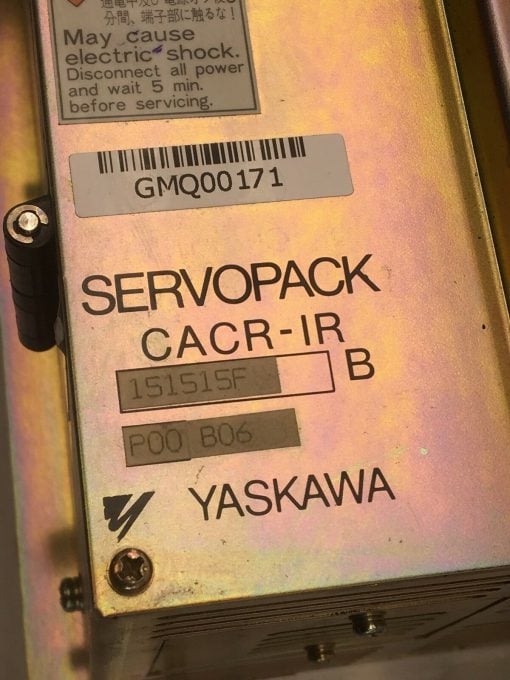 分間、端子部に触るな!
May cause
electric shock.
Disconnect all power
and wait 5 min.
before servicing.
GMQ00171
SERVOPACK
CACR-IR
151515F B
P00 B06
YASKAWA